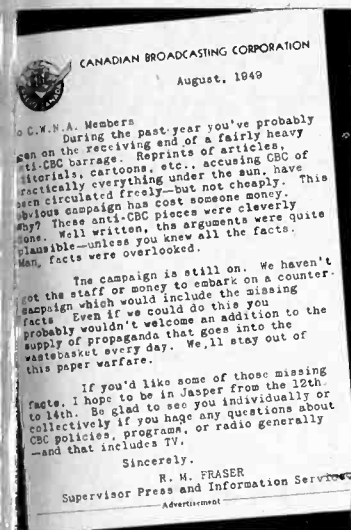 CANADIAN BROADCASTING CORPORATION
August, 1949
o C.W.N.A. Members
During the past year you've probably
een on the receiving end of a fairly heavy
ti-CBC barrage. Reprints of articles,
itorials, cartoons, etc., accusing CBC of
ractically everything under the sun, have
een circulated freely—but not cheaply. This
bvious campaign has cost someone money.
hy? These anti-CBC pieces were cleverly
one. Well written, the arguments were quite
plausible—unless you knew all the facts.
Man, facts were overlooked.
The campaign is still on. We haven't
got the staff or money to embark on a counter-
campaign which would include the missing
facts Even if we could do this you
probably wouldn't welcome an addition to the
supply of propaganda that goes into the
wastebasket every day. We,ll stay out of
this paper warfare.
If you'd like some of those missing
facts, I hope to be in Jasper from the 12th
to 14th. Be glad to see you individually or
collectively if you hage any questions about
CBC policies, programs, or radio generally
—and that includes TV.
Sincerely.
R. M. FRASER
Supervisor Press and Information Services
Advertisement